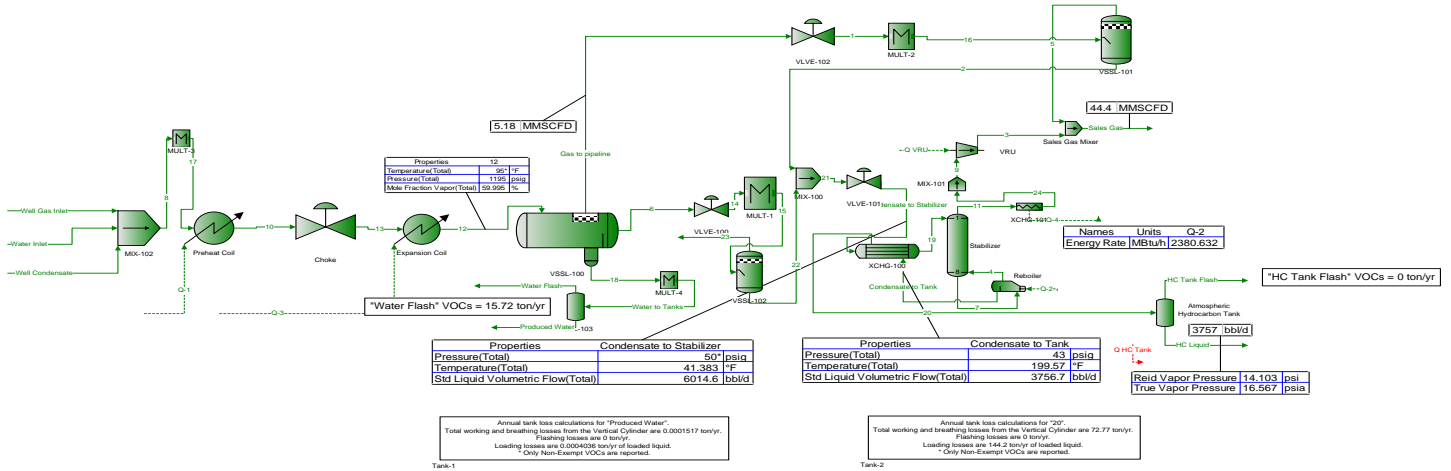 1
VLVE-102
MULT-2
16
5
VSSL-101
2
44.4 MMSCFD
Sales Gas
Sales Gas Mixer
3
VRU
Q VRU
9
MIX-101
5.18 MMSCFD
Gas to pipeline
MULT-3
17
8
Properties 12
Temperature(Total) 95* °F
Pressure(Total) 1195 psig
Mole Fraction Vapor(Total) 59.995 %
Well Gas Inlet
Water Inlet
Well Condensate
MIX-102
Preheat Coil
10
Choke
13
Expansion Coil
12
Q-1
Q-3
VSSL-100
6
VLVE-100
14
MULT-1
15
23
VSSL-102
22
MIX-100
21
VLVE-101
tensate to Stabilizer
XCHG-100
19
11
24
XCHG-101
Q-4
Stabilizer
1
8
4
Reboiler
Q-2
7
Condensate to Tank
20
Names Units Q-2
Energy Rate MBtu/h 2380.632
18
MULT-4
Water Flash
Water to Tanks
Produced Water
-103
"Water Flash" VOCs = 15.72 ton/yr
HC Tank Flash
"HC Tank Flash" VOCs = 0 ton/yr
Atmospheric
Hydrocarbon Tank
3757 bbl/d
HC Liquid
Q HC Tank
Reid Vapor Pressure 14.103 psi
True Vapor Pressure 16.567 psia
Properties Condensate to Stabilizer
Pressure(Total) 50* psig
Temperature(Total) 41.383 °F
Std Liquid Volumetric Flow(Total) 6014.6 bbl/d
Properties Condensate to Tank
Pressure(Total) 43 psig
Temperature(Total) 199.57 °F
Std Liquid Volumetric Flow(Total) 3756.7 bbl/d
Annual tank loss calculations for "Produced Water".
Total working and breathing losses from the Vertical Cylinder are 0.0001517 ton/yr.
Flashing losses are 0 ton/yr.
Loading losses are 0.0004036 ton/yr of loaded liquid.
* Only Non-Exempt VOCs are reported.
Tank-1
Annual tank loss calculations for "20".
Total working and breathing losses from the Vertical Cylinder are 72.77 ton/yr.
Flashing losses are 0 ton/yr.
Loading losses are 144.2 ton/yr of loaded liquid.
* Only Non-Exempt VOCs are reported.
Tank-2